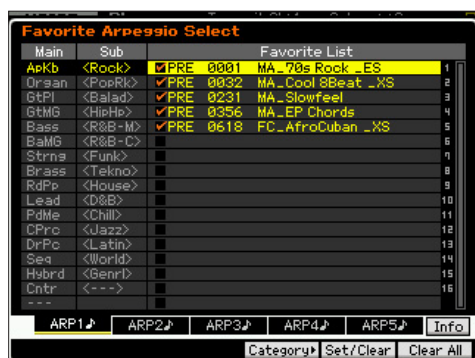 Favorite Arpeggio Select
Main Sub Favorite List
ApKb <Rock> PRE 0001 MA_70s Rock _ES 1
Organ <PopRk> PRE 0032 MA_Cool 8Beat _XS 2
GtPl <Balad> PRE 0231 MA_Slowfeel 3
GtMG <HipHp> PRE 0356 MA_EP Chords 4
Bass <R&B-M> PRE 0618 FC_AfroCuban _XS 5
BaMG <R&B-C> 6
Strng <Funk> 7
Brass <Tekno> 8
RdPp <House> 9
Lead <D&B> 10
PdMe <Chill> 11
CPrc <Jazz> 12
DrPc <Latin> 13
Seq <World> 14
Hybrd <Genrl> 15
Cntr <---> 16
---
ARP1♪ ARP2♪ ARP3♪ ARP4♪ ARP5♪ Info
Category Set/Clear Clear All